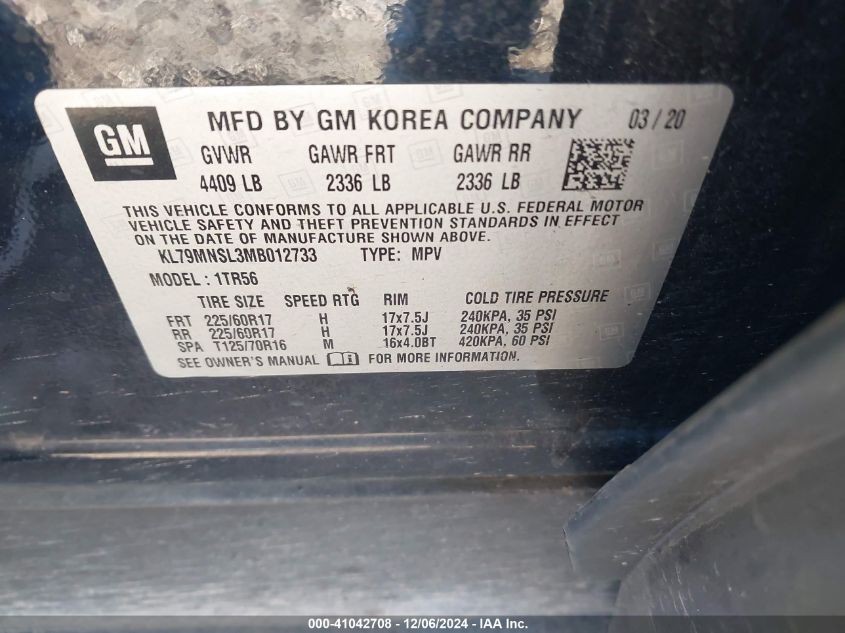 GM
MFD BY GM KOREA COMPANY 03/20
GVWR GAWR FRT GAWR RR
4409 LB 2336 LB 2336 LB
THIS VEHICLE CONFORMS TO ALL APPLICABLE U.S. FEDERAL MOTOR
VEHICLE SAFETY AND THEFT PREVENTION STANDARDS IN EFFECT
ON THE DATE OF MANUFACTURE SHOWN ABOVE.
KL79MNSL3MB012733 TYPE: MPV
MODEL: 1TR56
TIRE SIZE SPEED RTG RIM COLD TIRE PRESSURE
FRT 225/60R17 H 17x7.5J 240KPA, 35 PSI
RR 225/60R17 H 17x7.5J 240KPA, 35 PSI
SPA T125/70R16 M 16x4.0BT 420KPA, 60 PSI
SEE OWNER'S MANUAL FOR MORE INFORMATION.
000-41042708 - 12/06/2024 - IAA Inc.